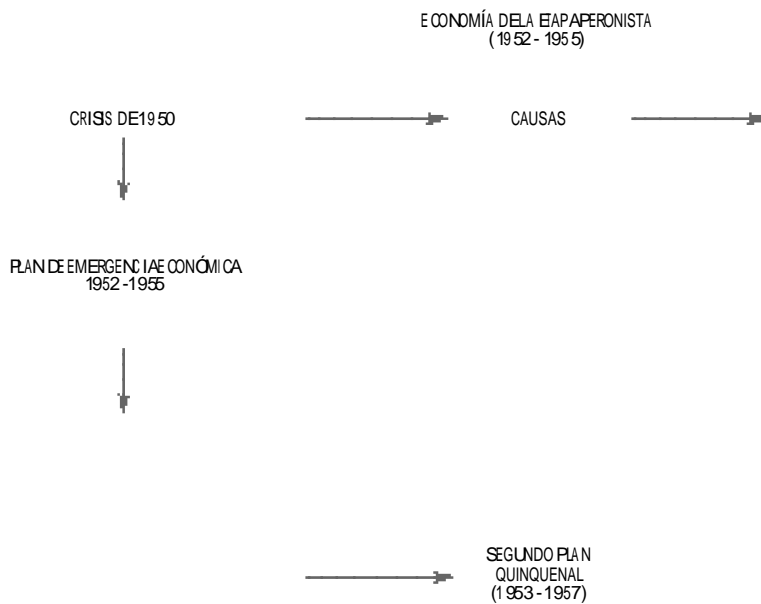 ECONOMÍA DE LA ETAPA PERONISTA
(1952 - 1955)
CRISIS DE 1950
CAUSAS
PLAN DE EMERGENCIA ECONÓMICA
1952 - 1955
SEGUNDO PLAN
QUINQUENAL
(1953 - 1957)